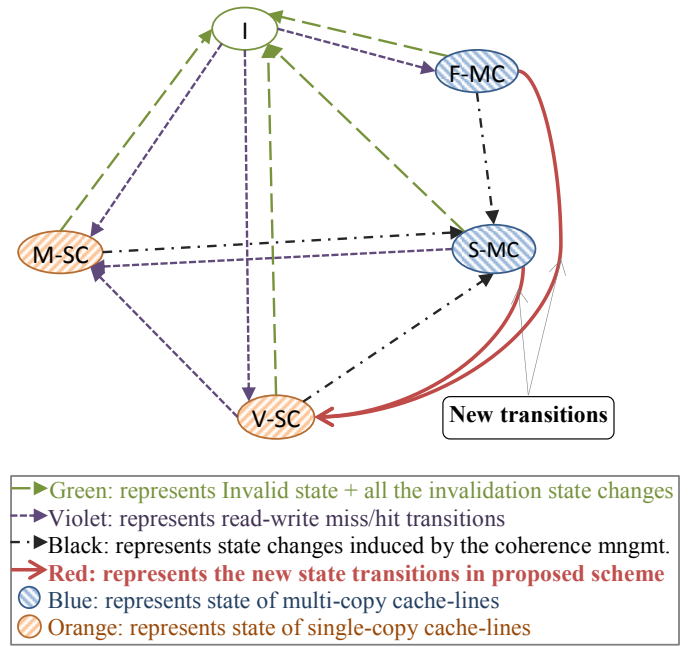 I
F-MC
M-SC
S-MC
V-SC
New transitions
Green: represents Invalid state + all the invalidation state changes
Violet: represents read-write miss/hit transitions
Black: represents state changes induced by the coherence mngmt.
Red: represents the new state transitions in proposed scheme
Blue: represents state of multi-copy cache-lines
Orange: represents state of single-copy cache-lines